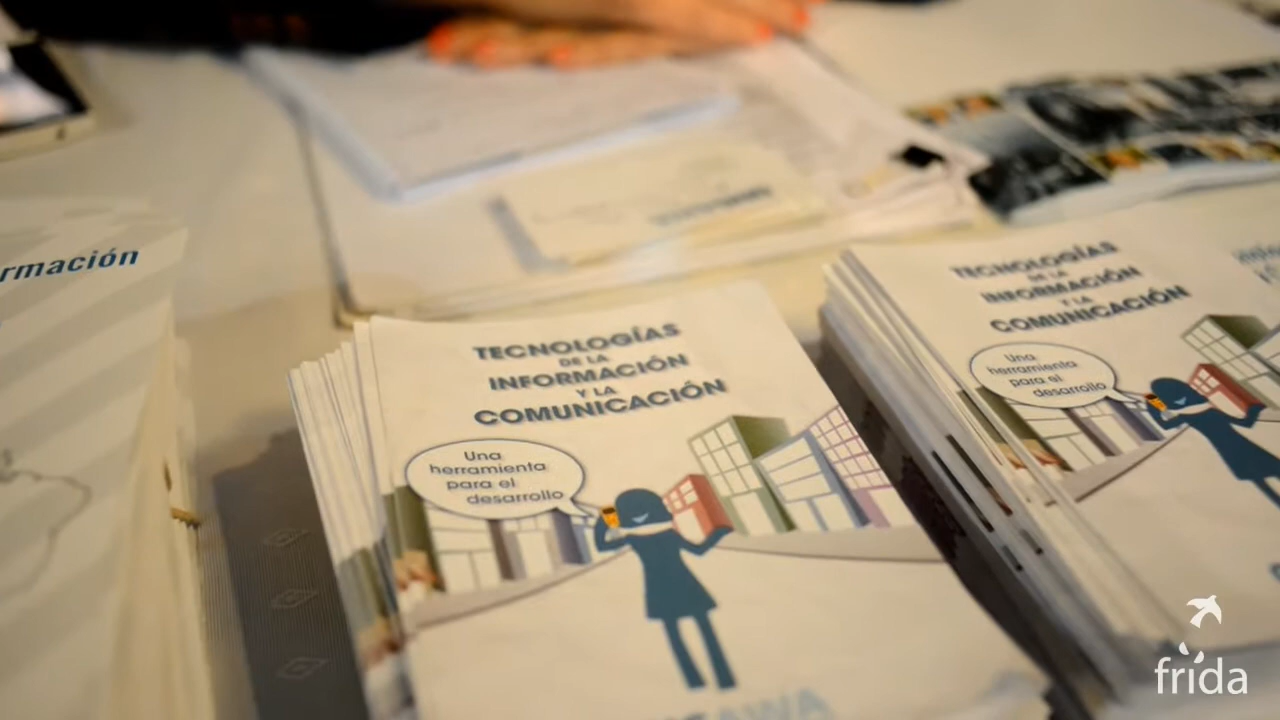 rmación
TECNOLOGÍAS
DE LA
INFORMACIÓN
Y LA
COMUNICACIÓN
Una
herramienta
para el
desarrollo
TECNOLOGÍAS
DE LA
INFORMACIÓN
Y LA
COMUNICACIÓN
Una
herramienta
para el
desarrollo
frida